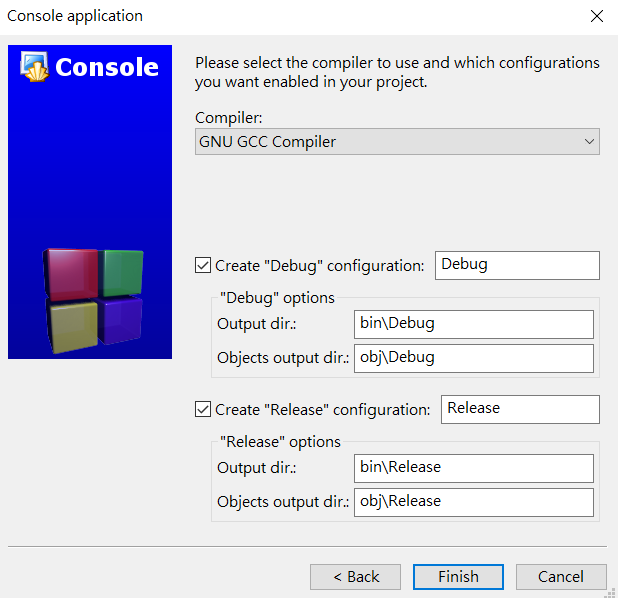 Console application
Console
Please select the compiler to use and which configurations
you want enabled in your project.
Compiler:
GNU GCC Compiler
Create "Debug" configuration: Debug
"Debug" options
Output dir.: bin\Debug
Objects output dir.: obj\Debug
Create "Release" configuration: Release
"Release" options
Output dir.: bin\Release
Objects output dir.: obj\Release
< Back Finish Cancel